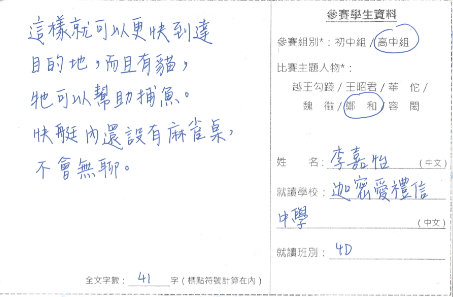 這樣就可以更快到達
目的地，而且有貓，
牠可以幫助捕魚。
快艇內還設有麻雀桌，
不會無聊。
全文字數：41 字（標點符號計算在內）
參賽學生資料
參賽組別*：初中組 / 高中組
比賽主題人物*：
越王勾踐 / 王昭君 / 華 佗 /
魏 徵 / 鄭 和 / 容 閎
姓 名：李嘉怡（中文）
就讀學校：迦密愛禮信
中學（中文）
就讀班別：4D